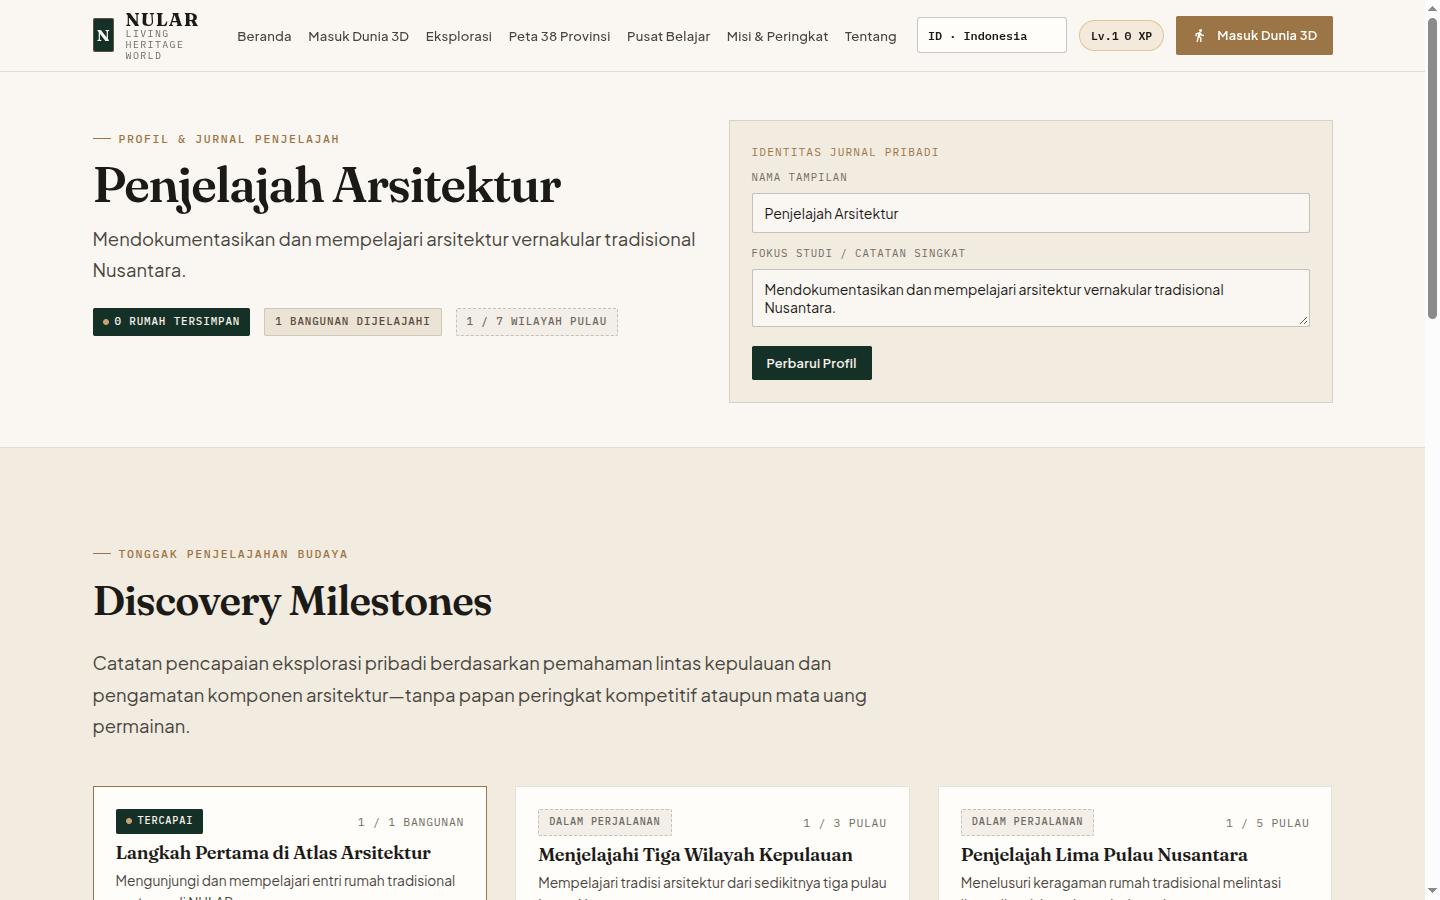 N
NULAR
LIVING
HERITAGE
WORLD
Beranda
Masuk Dunia 3D
Eksplorasi
Peta 38 Provinsi
Pusat Belajar
Misi & Peringkat
Tentang
ID · Indonesia
Lv.1 0 XP
Masuk Dunia 3D
PROFIL & JURNAL PENJELAJAH
Penjelajah Arsitektur
Mendokumentasikan dan mempelajari arsitektur vernakular tradisional
Nusantara.
0 RUMAH TERSIMPAN
1 BANGUNAN DIJELAJAHI
1 / 7 WILAYAH PULAU
IDENTITAS JURNAL PRIBADI
NAMA TAMPILAN
Penjelajah Arsitektur
FOKUS STUDI / CATATAN SINGKAT
Mendokumentasikan dan mempelajari arsitektur vernakular tradisional
Nusantara.
Perbarui Profil
TONGGAK PENJELAJAHAN BUDAYA
Discovery Milestones
Catatan pencapaian eksplorasi pribadi berdasarkan pemahaman lintas kepulauan dan
pengamatan komponen arsitektur—tanpa papan peringkat kompetitif ataupun mata uang
permainan.
TERCAPAI
1 / 1 BANGUNAN
Langkah Pertama di Atlas Arsitektur
Mengunjungi dan mempelajari entri rumah tradisional
DALAM PERJALANAN
1 / 3 PULAU
Menjelajahi Tiga Wilayah Kepulauan
Mempelajari tradisi arsitektur dari sedikitnya tiga pulau
DALAM PERJALANAN
1 / 5 PULAU
Penjelajah Lima Pulau Nusantara
Menelusuri keragaman rumah tradisional melintasi